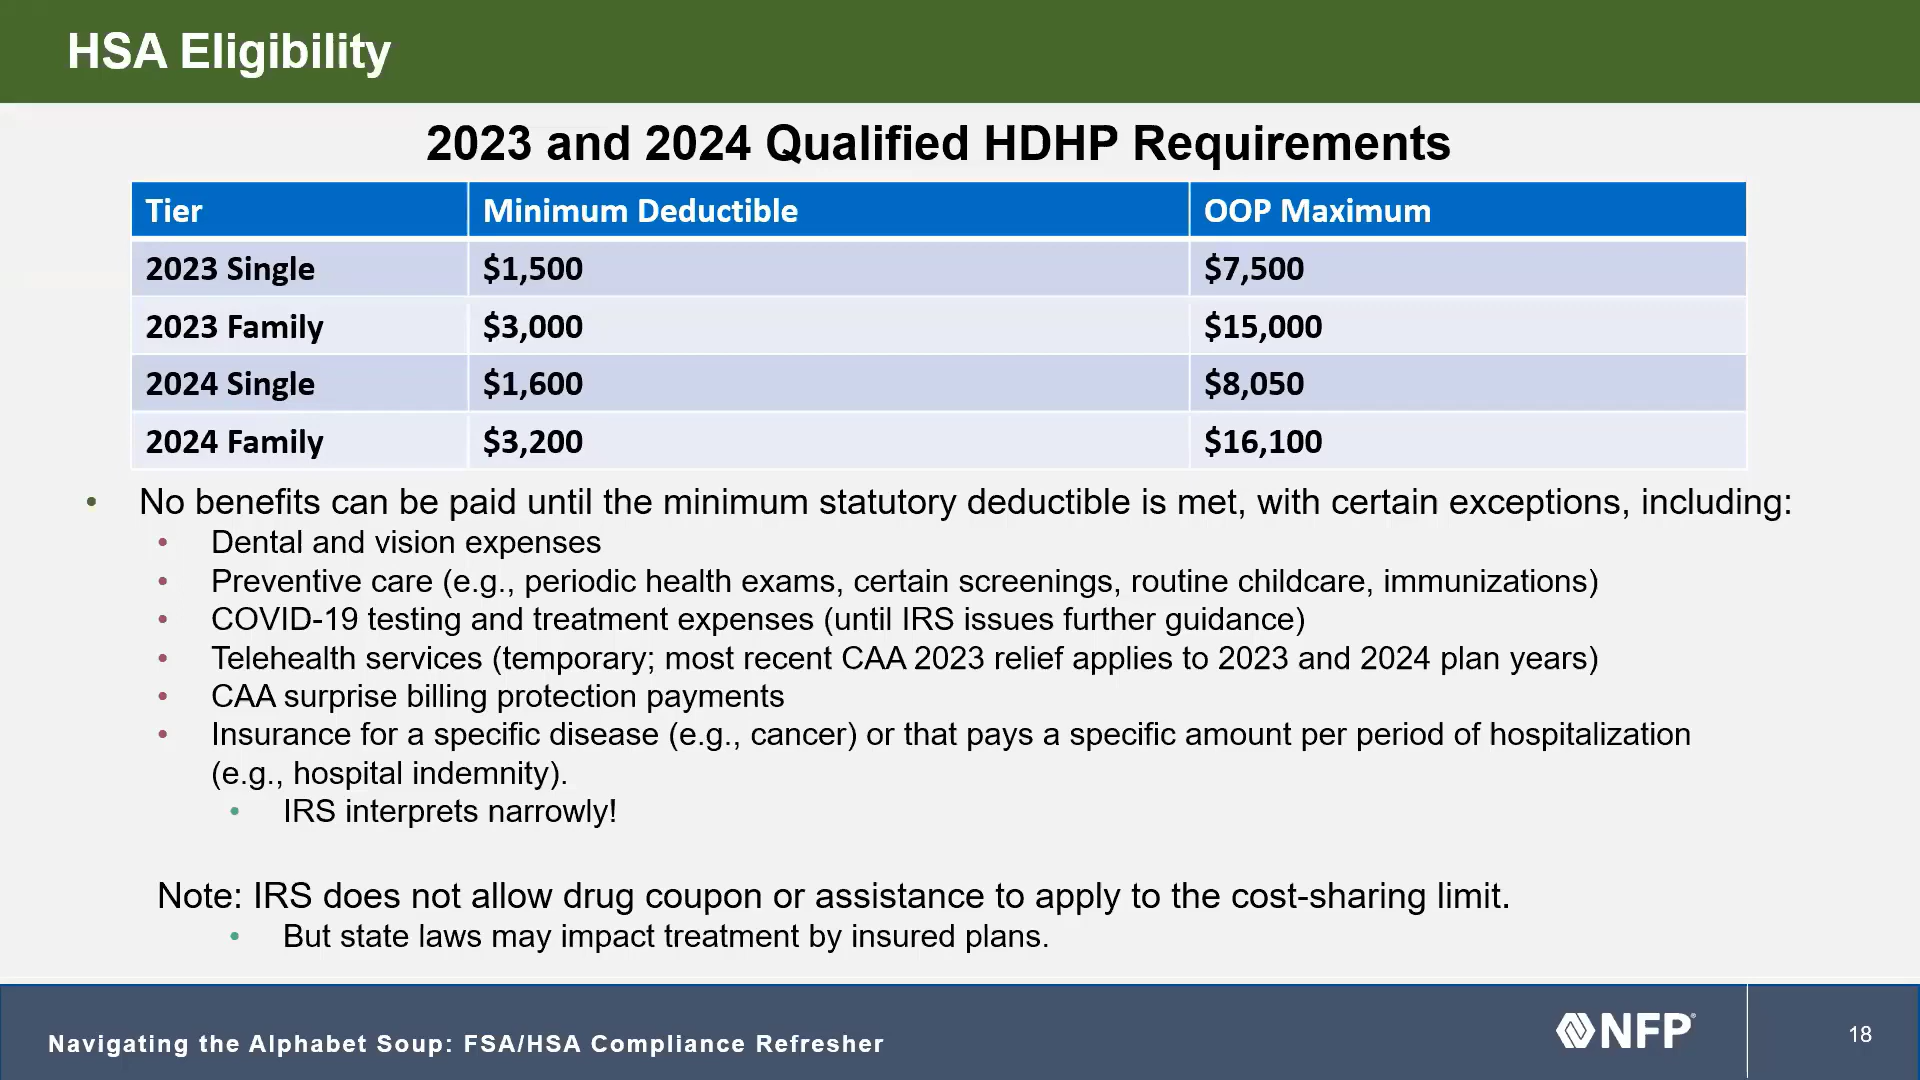 HSA Eligibility
2023 and 2024 Qualified HDHP Requirements
Tier Minimum Deductible OOP Maximum
2023 Single $1,500 $7,500
2023 Family $3,000 $15,000
2024 Single $1,600 $8,050
2024 Family $3,200 $16,100
• No benefits can be paid until the minimum statutory deductible is met, with certain exceptions, including:
• Dental and vision expenses
• Preventive care (e.g., periodic health exams, certain screenings, routine childcare, immunizations)
• COVID-19 testing and treatment expenses (until IRS issues further guidance)
• Telehealth services (temporary; most recent CAA 2023 relief applies to 2023 and 2024 plan years)
• CAA surprise billing protection payments
• Insurance for a specific disease (e.g., cancer) or that pays a specific amount per period of hospitalization
(e.g., hospital indemnity).
• IRS interprets narrowly!
Note: IRS does not allow drug coupon or assistance to apply to the cost-sharing limit.
• But state laws may impact treatment by insured plans.
Navigating the Alphabet Soup: FSA/HSA Compliance Refresher
NFP®
18